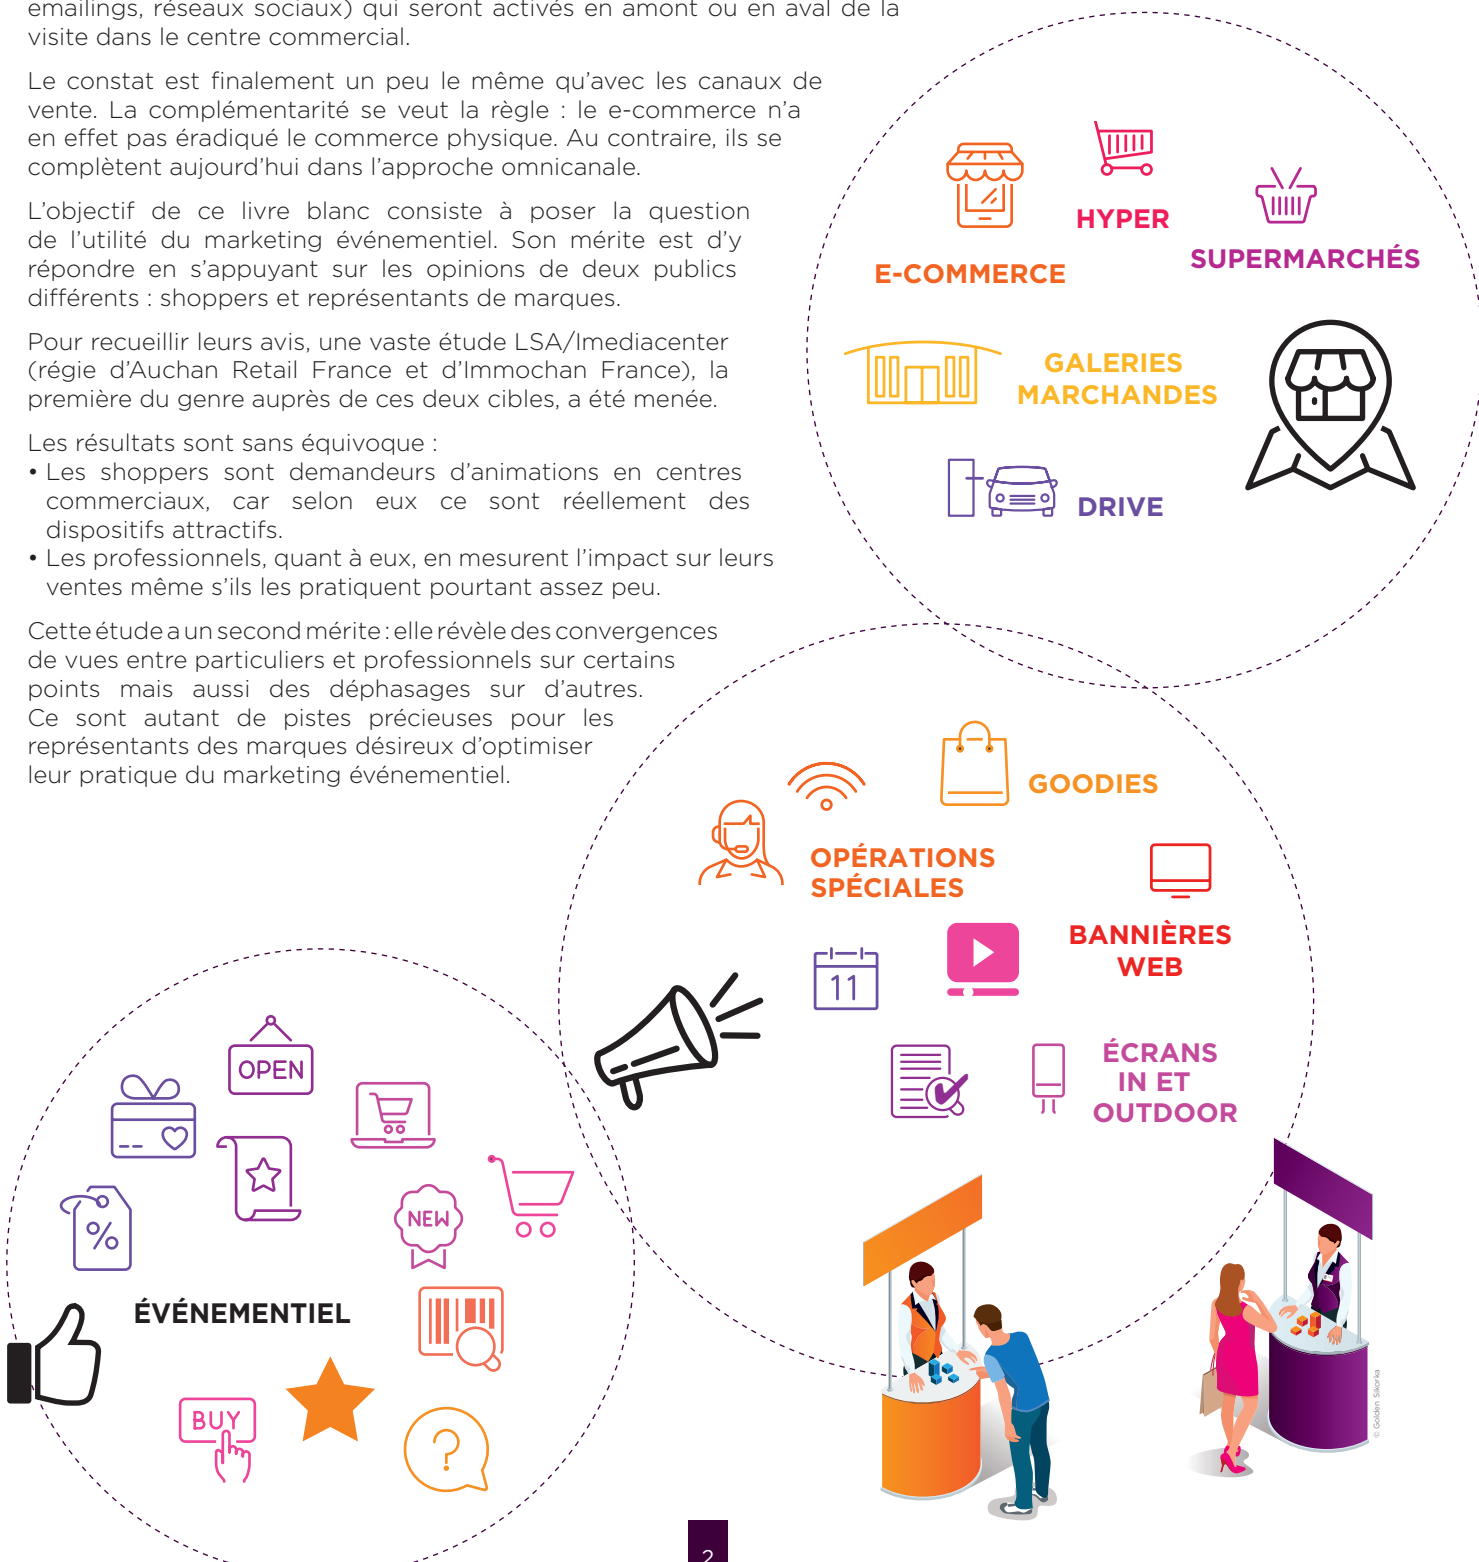 emailings, réseaux sociaux) qui seront activés en amont ou en aval de la
visite dans le centre commercial.
Le constat est finalement un peu le même qu’avec les canaux de
vente. La complémentarité se veut la règle : le e-commerce n’a
en effet pas éradiqué le commerce physique. Au contraire, ils se
complètent aujourd’hui dans l’approche omnicanale.
L’objectif de ce livre blanc consiste à poser la question
de l’utilité du marketing événementiel. Son mérite est d’y
répondre en s’appuyant sur les opinions de deux publics
différents : shoppers et représentants de marques.
Pour recueillir leurs avis, une vaste étude LSA/Imediacenter
(régie d’Auchan Retail France et d’Immochan France), la
première du genre auprès de ces deux cibles, a été menée.
Les résultats sont sans équivoque :
• Les shoppers sont demandeurs d’animations en centres
commerciaux, car selon eux ce sont réellement des
dispositifs attractifs.
• Les professionnels, quant à eux, en mesurent l’impact sur leurs
ventes même s’ils les pratiquent pourtant assez peu.
Cette étude a un second mérite : elle révèle des convergences
de vues entre particuliers et professionnels sur certains
points mais aussi des déphasages sur d’autres.
Ce sont autant de pistes précieuses pour les
représentants des marques désireux d’optimiser
leur pratique du marketing événementiel.
HYPER
E-COMMERCE
SUPERMARCHÉS
GALERIES
MARCHANDES
DRIVE
GOODIES
OPÉRATIONS
SPÉCIALES
BANNIÈRES
WEB
11
ÉCRANS
IN ET
OUTDOOR
OPEN
%
NEW
ÉVÉNEMENTIEL
BUY
?
© Golden Sikorka
2